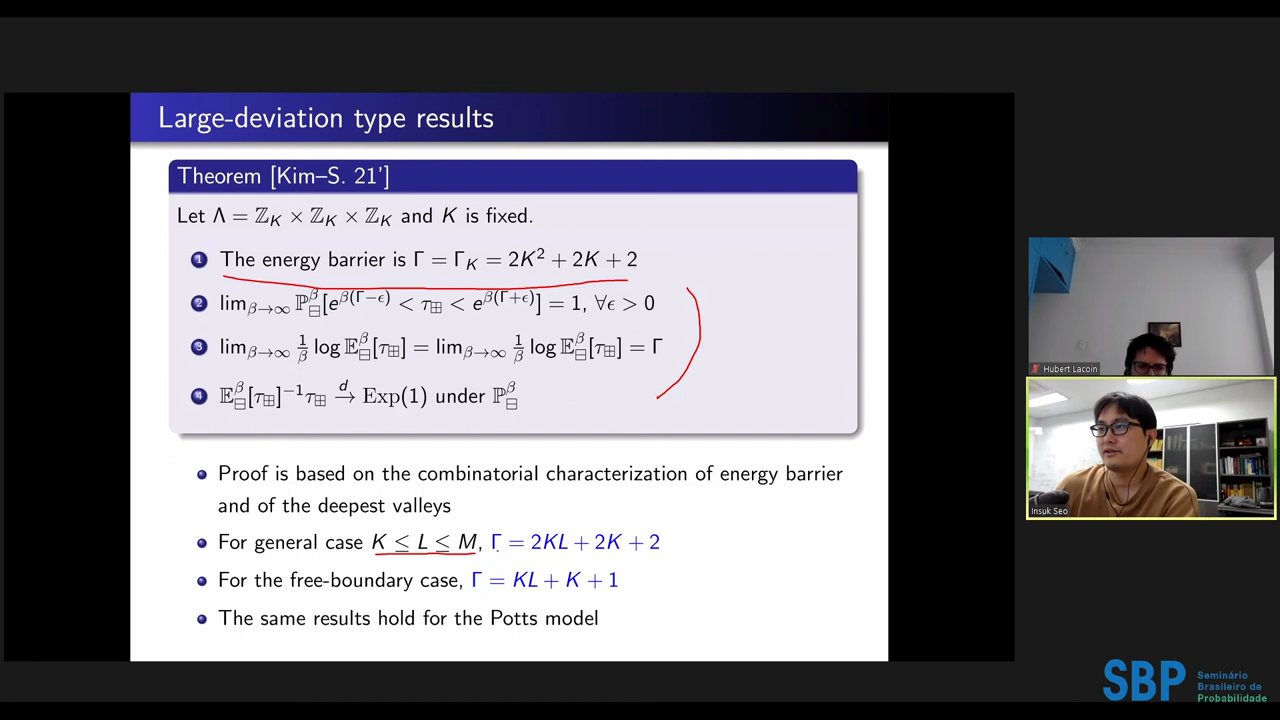 Large-deviation type results
Theorem [Kim–S. 21']
Let Λ = ℤ_K × ℤ_K × ℤ_K and K is fixed.
1 The energy barrier is Γ = Γ_K = 2K² + 2K + 2
2 lim_{β→∞} ℙ^β_⊟[e^{β(Γ−ϵ)} < τ_⊞ < e^{β(Γ+ϵ)}] = 1, ∀ϵ > 0
3 lim_{β→∞} 1/β log 𝔼^β_⊟[τ_⊞] = lim_{β→∞} 1/β log 𝔼^β_⊟[τ_⊞] = Γ
4 𝔼^β_⊟[τ_⊞]^{−1}τ_⊞ →^d Exp(1) under ℙ^β_⊟
Proof is based on the combinatorial characterization of energy barrier
and of the deepest valleys
For general case K ≤ L ≤ M, Γ = 2KL + 2K + 2
For the free-boundary case, Γ = KL + K + 1
The same results hold for the Potts model
Hubert Lacoin
Insuk Seo
SBP
Seminário
Brasileiro de
Probabilidade